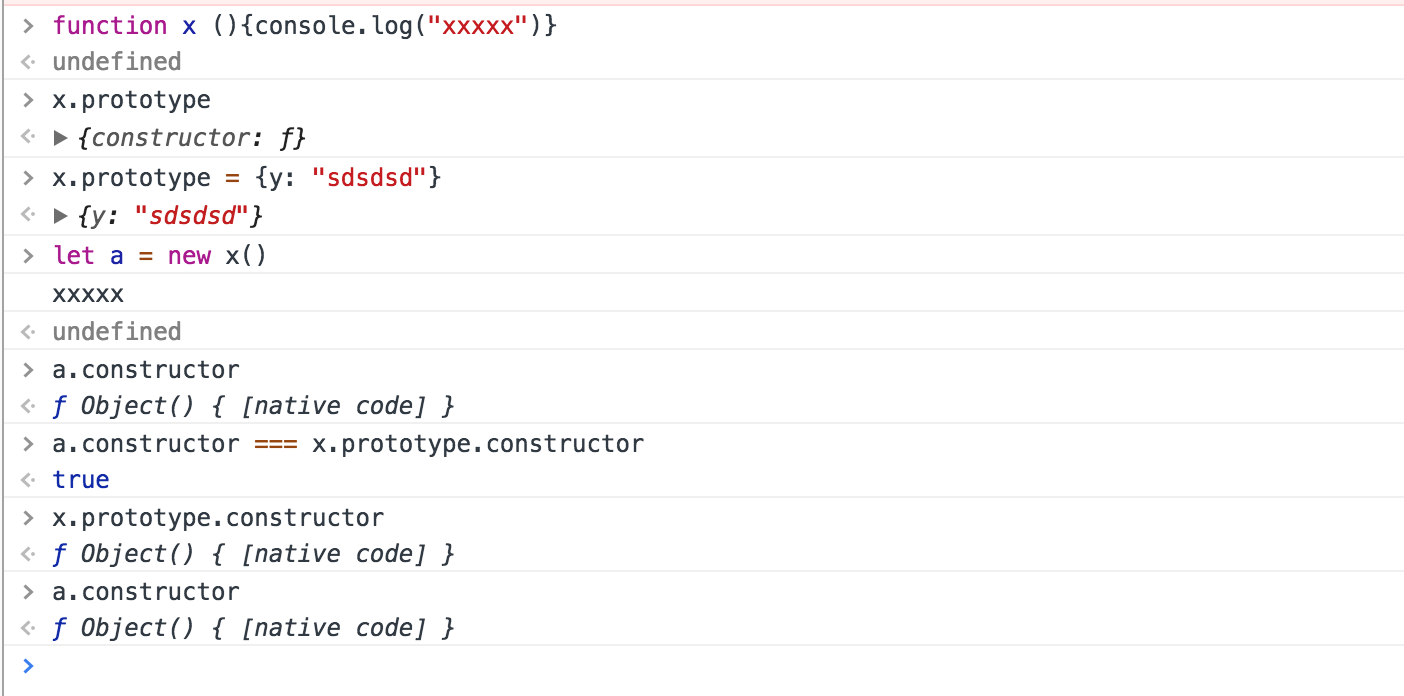 > function x (){console.log("xxxxx")}
<· undefined
> x.prototype
<· ▶ {constructor: ƒ}
> x.prototype = {y: "sdsdsd"}
<· ▶ {y: "sdsdsd"}
> let a = new x()
xxxxx
<· undefined
> a.constructor
<· ƒ Object() { [native code] }
> a.constructor === x.prototype.constructor
<· true
> x.prototype.constructor
<· ƒ Object() { [native code] }
> a.constructor
<· ƒ Object() { [native code] }
>